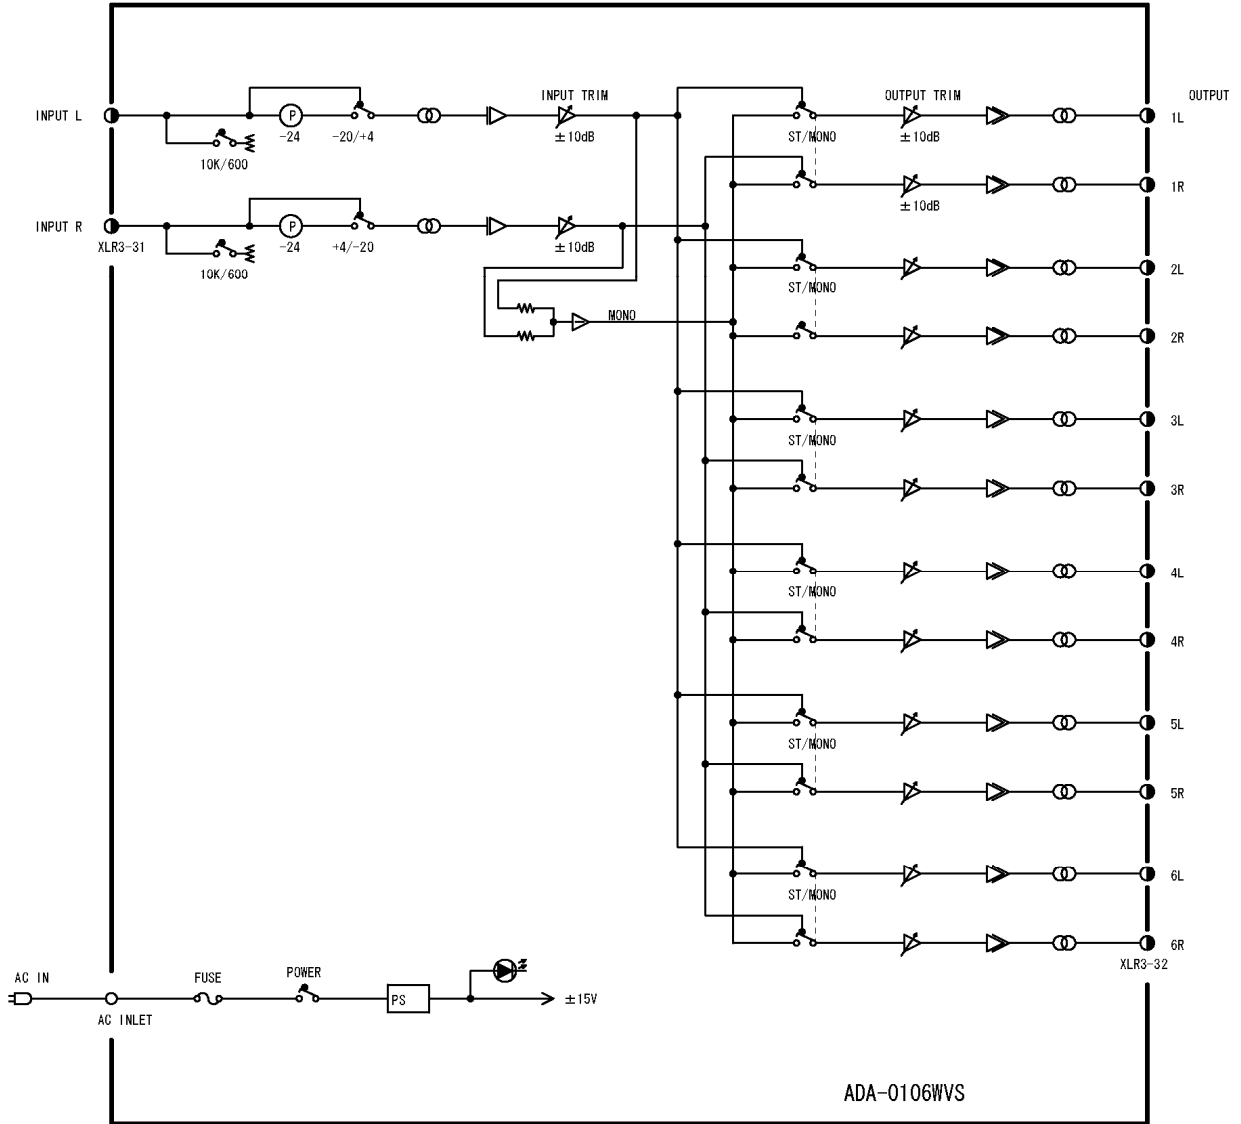 INPUT TRIM
OUTPUT TRIM
OUTPUT
INPUT L
P
-24
-20/+4
±10dB
ST/MONO
±10dB
1L
10K/600
1R
±10dB
INPUT R
XLR3-31
P
-24
+4/-20
±10dB
10K/600
2L
ST/MONO
MONO
2R
3L
ST/MONO
3R
4L
ST/MONO
4R
5L
ST/MONO
5R
6L
ST/MONO
6R
XLR3-32
AC IN
FUSE
POWER
PS
±15V
AC INLET
ADA-0106WVS